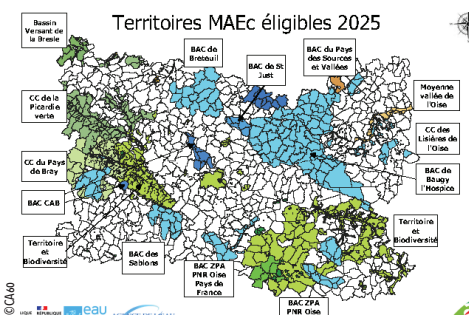 Territoires MAEc éligibles 2025
Bassin
Versant de
la Bresle
BAC de
Breteuil
BAC de St
Just
BAC du Pays
des Sources
et Vallées
Moyenne
vallée de
l'Oise
CC de la
Picardie
verte
CC des
Lisières de
l'Oise
CC du Pays
de Bray
BAC de
Baugy
l'Hospice
BAC CAB
Territoire
et
Biodiversité
BAC des
Sablons
BAC ZPA
PNR Oise
Pays de
France
Territoire
et
Biodiversité
BAC ZPA
PNR Oise
©CA60
eau